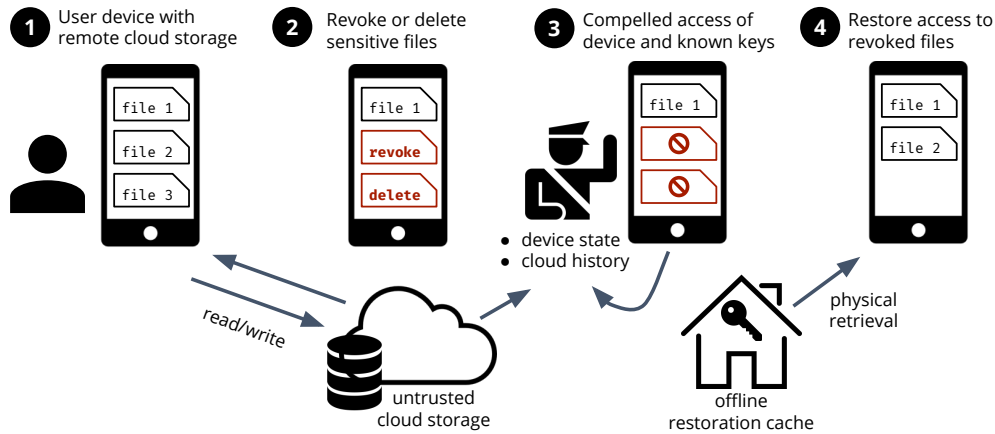 1 User device with
remote cloud storage
file 1
file 2
file 3
2 Revoke or delete
sensitive files
file 1
revoke
delete
3 Compelled access of
device and known keys
file 1
• device state
• cloud history
4 Restore access to
revoked files
file 1
file 2
read/write
untrusted
cloud storage
physical
retrieval
offline
restoration cache